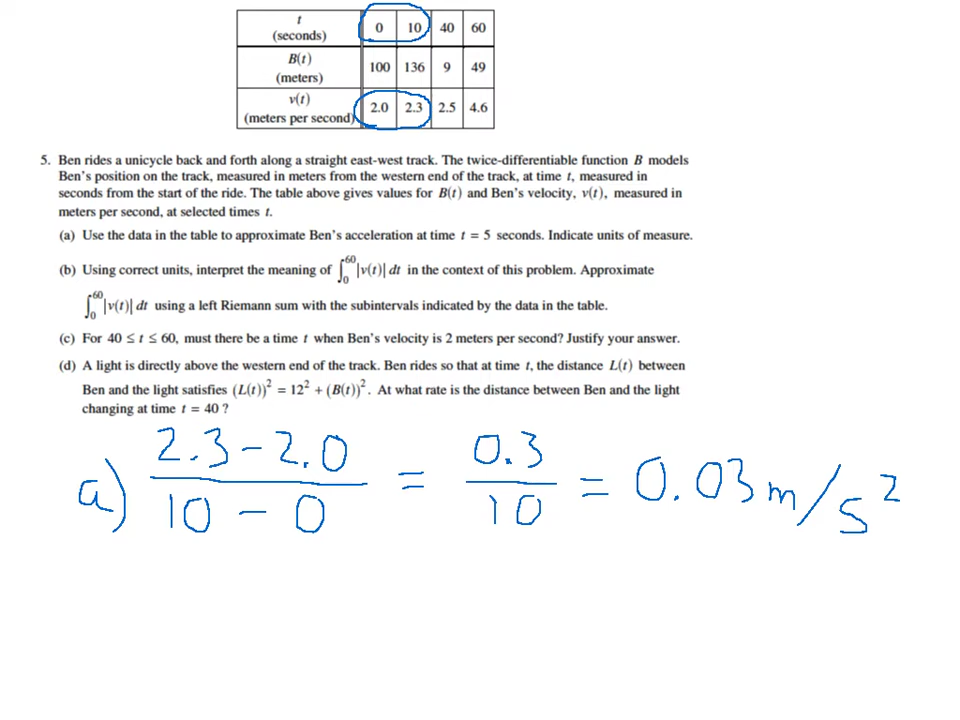 t (seconds) 0 10 40 60
B(t) (meters) 100 136 9 49
v(t) (meters per second) 2.0 2.3 2.5 4.6
5. Ben rides a unicycle back and forth along a straight east-west track. The twice-differentiable function B models
Ben's position on the track, measured in meters from the western end of the track, at time t, measured in
seconds from the start of the ride. The table above gives values for B(t) and Ben's velocity, v(t), measured in
meters per second, at selected times t.
(a) Use the data in the table to approximate Ben's acceleration at time t = 5 seconds. Indicate units of measure.
(b) Using correct units, interpret the meaning of ∫₀⁶⁰ |v(t)| dt in the context of this problem. Approximate
∫₀⁶⁰ |v(t)| dt using a left Riemann sum with the subintervals indicated by the data in the table.
(c) For 40 ≤ t ≤ 60, must there be a time t when Ben's velocity is 2 meters per second? Justify your answer.
(d) A light is directly above the western end of the track. Ben rides so that at time t, the distance L(t) between
Ben and the light satisfies (L(t))² = 12² + (B(t))². At what rate is the distance between Ben and the light
changing at time t = 40 ?
a) (2.3 - 2.0)/(10 - 0) = 0.3/10 = 0.03 m/s²